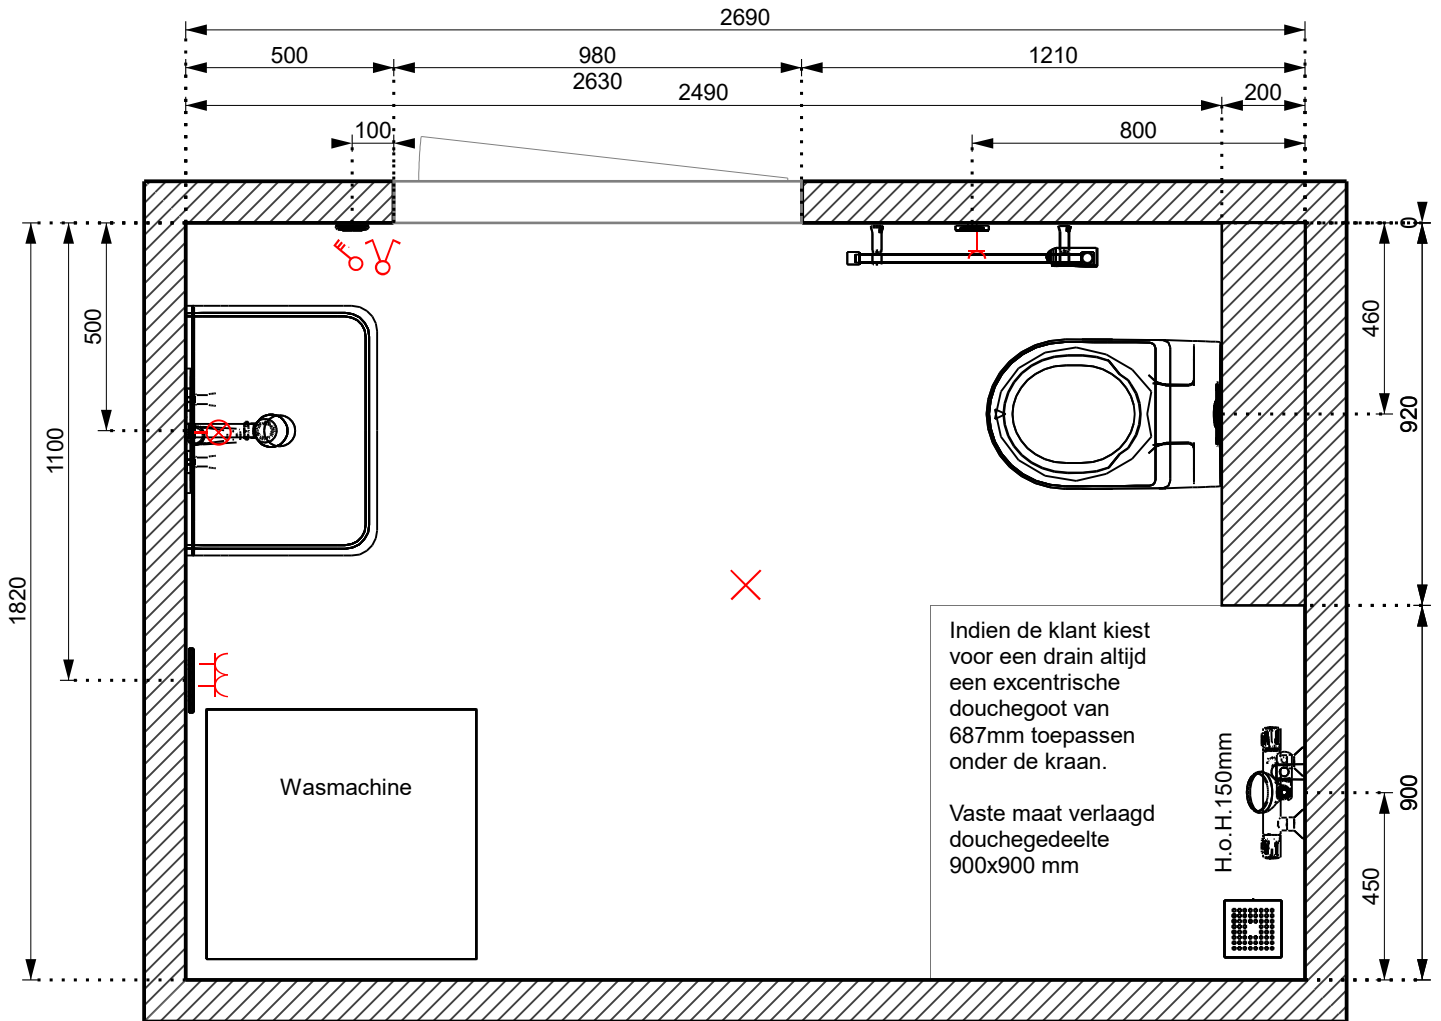 2690
500
980
1210
2630
2490
200
100
800
0
500
460
1100
920
1820
Indien de klant kiest
voor een drain altijd
een excentrische
douchegoot van
687mm toepassen
onder de kraan.
Vaste maat verlaagd
douchegedeelte
900x900 mm
H.o.H.150mm
Wasmachine
900
450